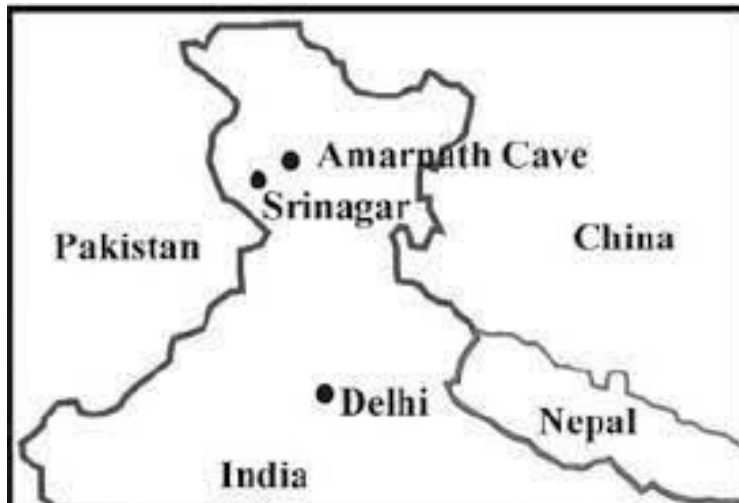 Amarnath Cave
Srinagar
Pakistan
China
Delhi
Nepal
India